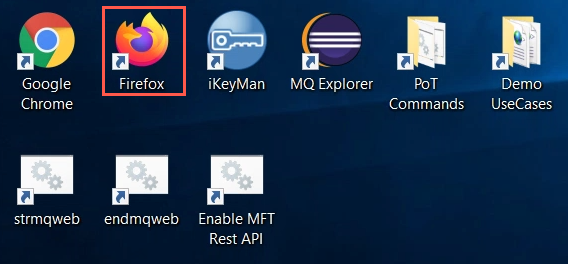 Google
Chrome
Firefox
iKeyMan
MQ Explorer
PoT
Commands
Demo
UseCases
strmqweb
endmqweb
Enable MFT
Rest API